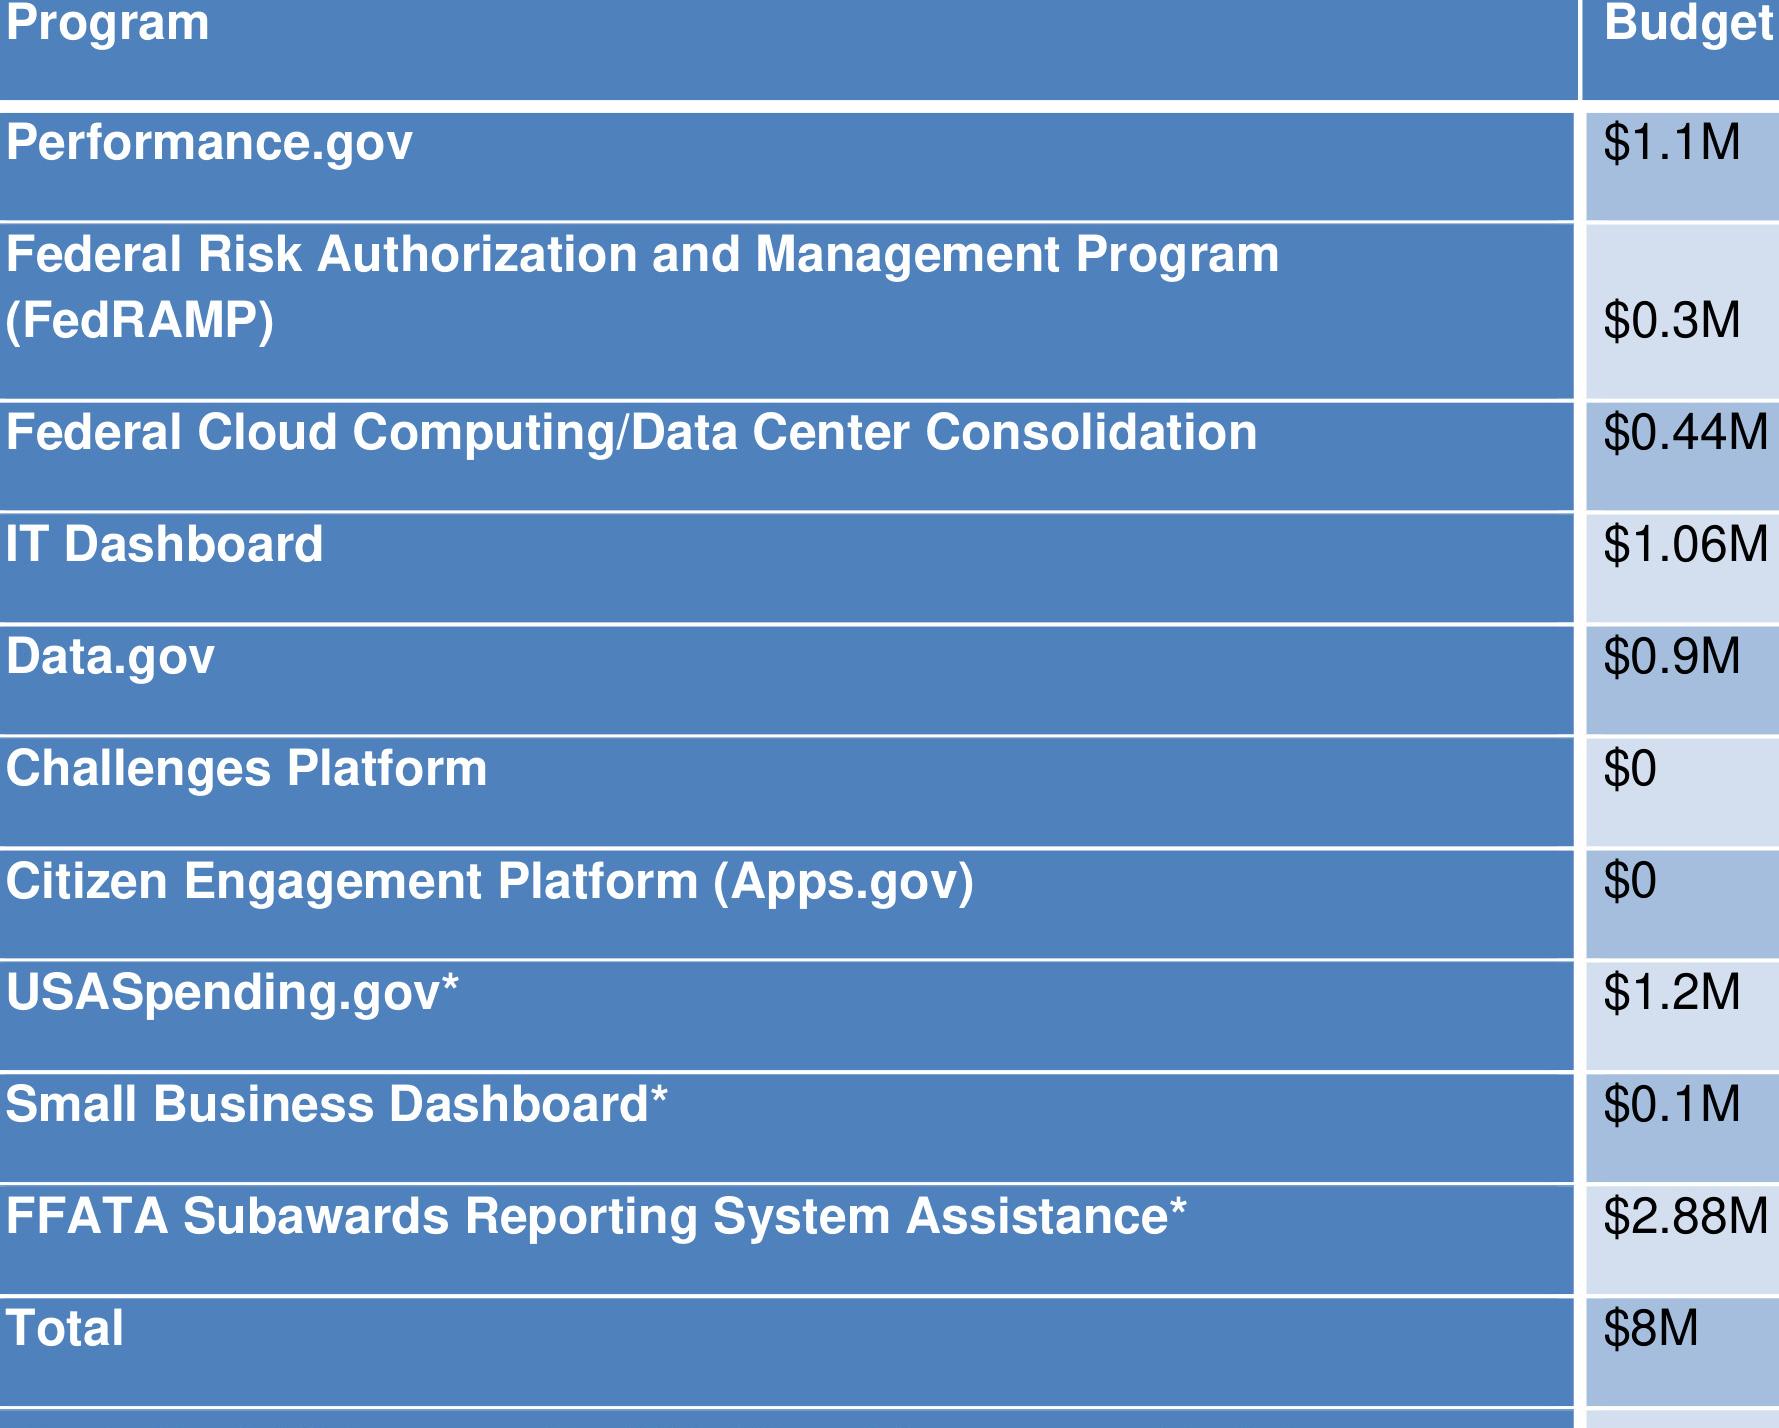 Program Budget
Performance.gov $1.1M
Federal Risk Authorization and Management Program
(FedRAMP) $0.3M
Federal Cloud Computing/Data Center Consolidation $0.44M
IT Dashboard $1.06M
Data.gov $0.9M
Challenges Platform $0
Citizen Engagement Platform (Apps.gov) $0
USASpending.gov* $1.2M
Small Business Dashboard* $0.1M
FFATA Subawards Reporting System Assistance* $2.88M
Total $8M